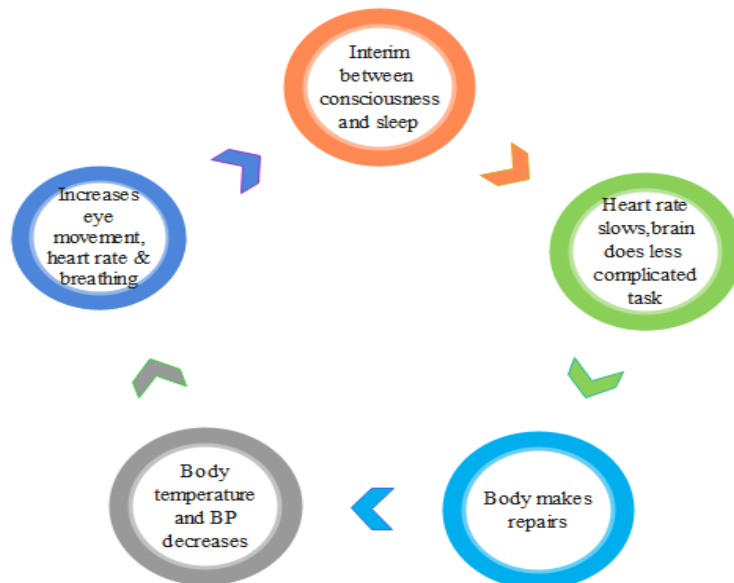 Interim
between
consciousness
and sleep
Heart rate
slows,brain
does less
complicated
task
Body makes
repairs
Body
temperature
and BP
decreases
Increases
eye
movement,
heart rate &
breathing